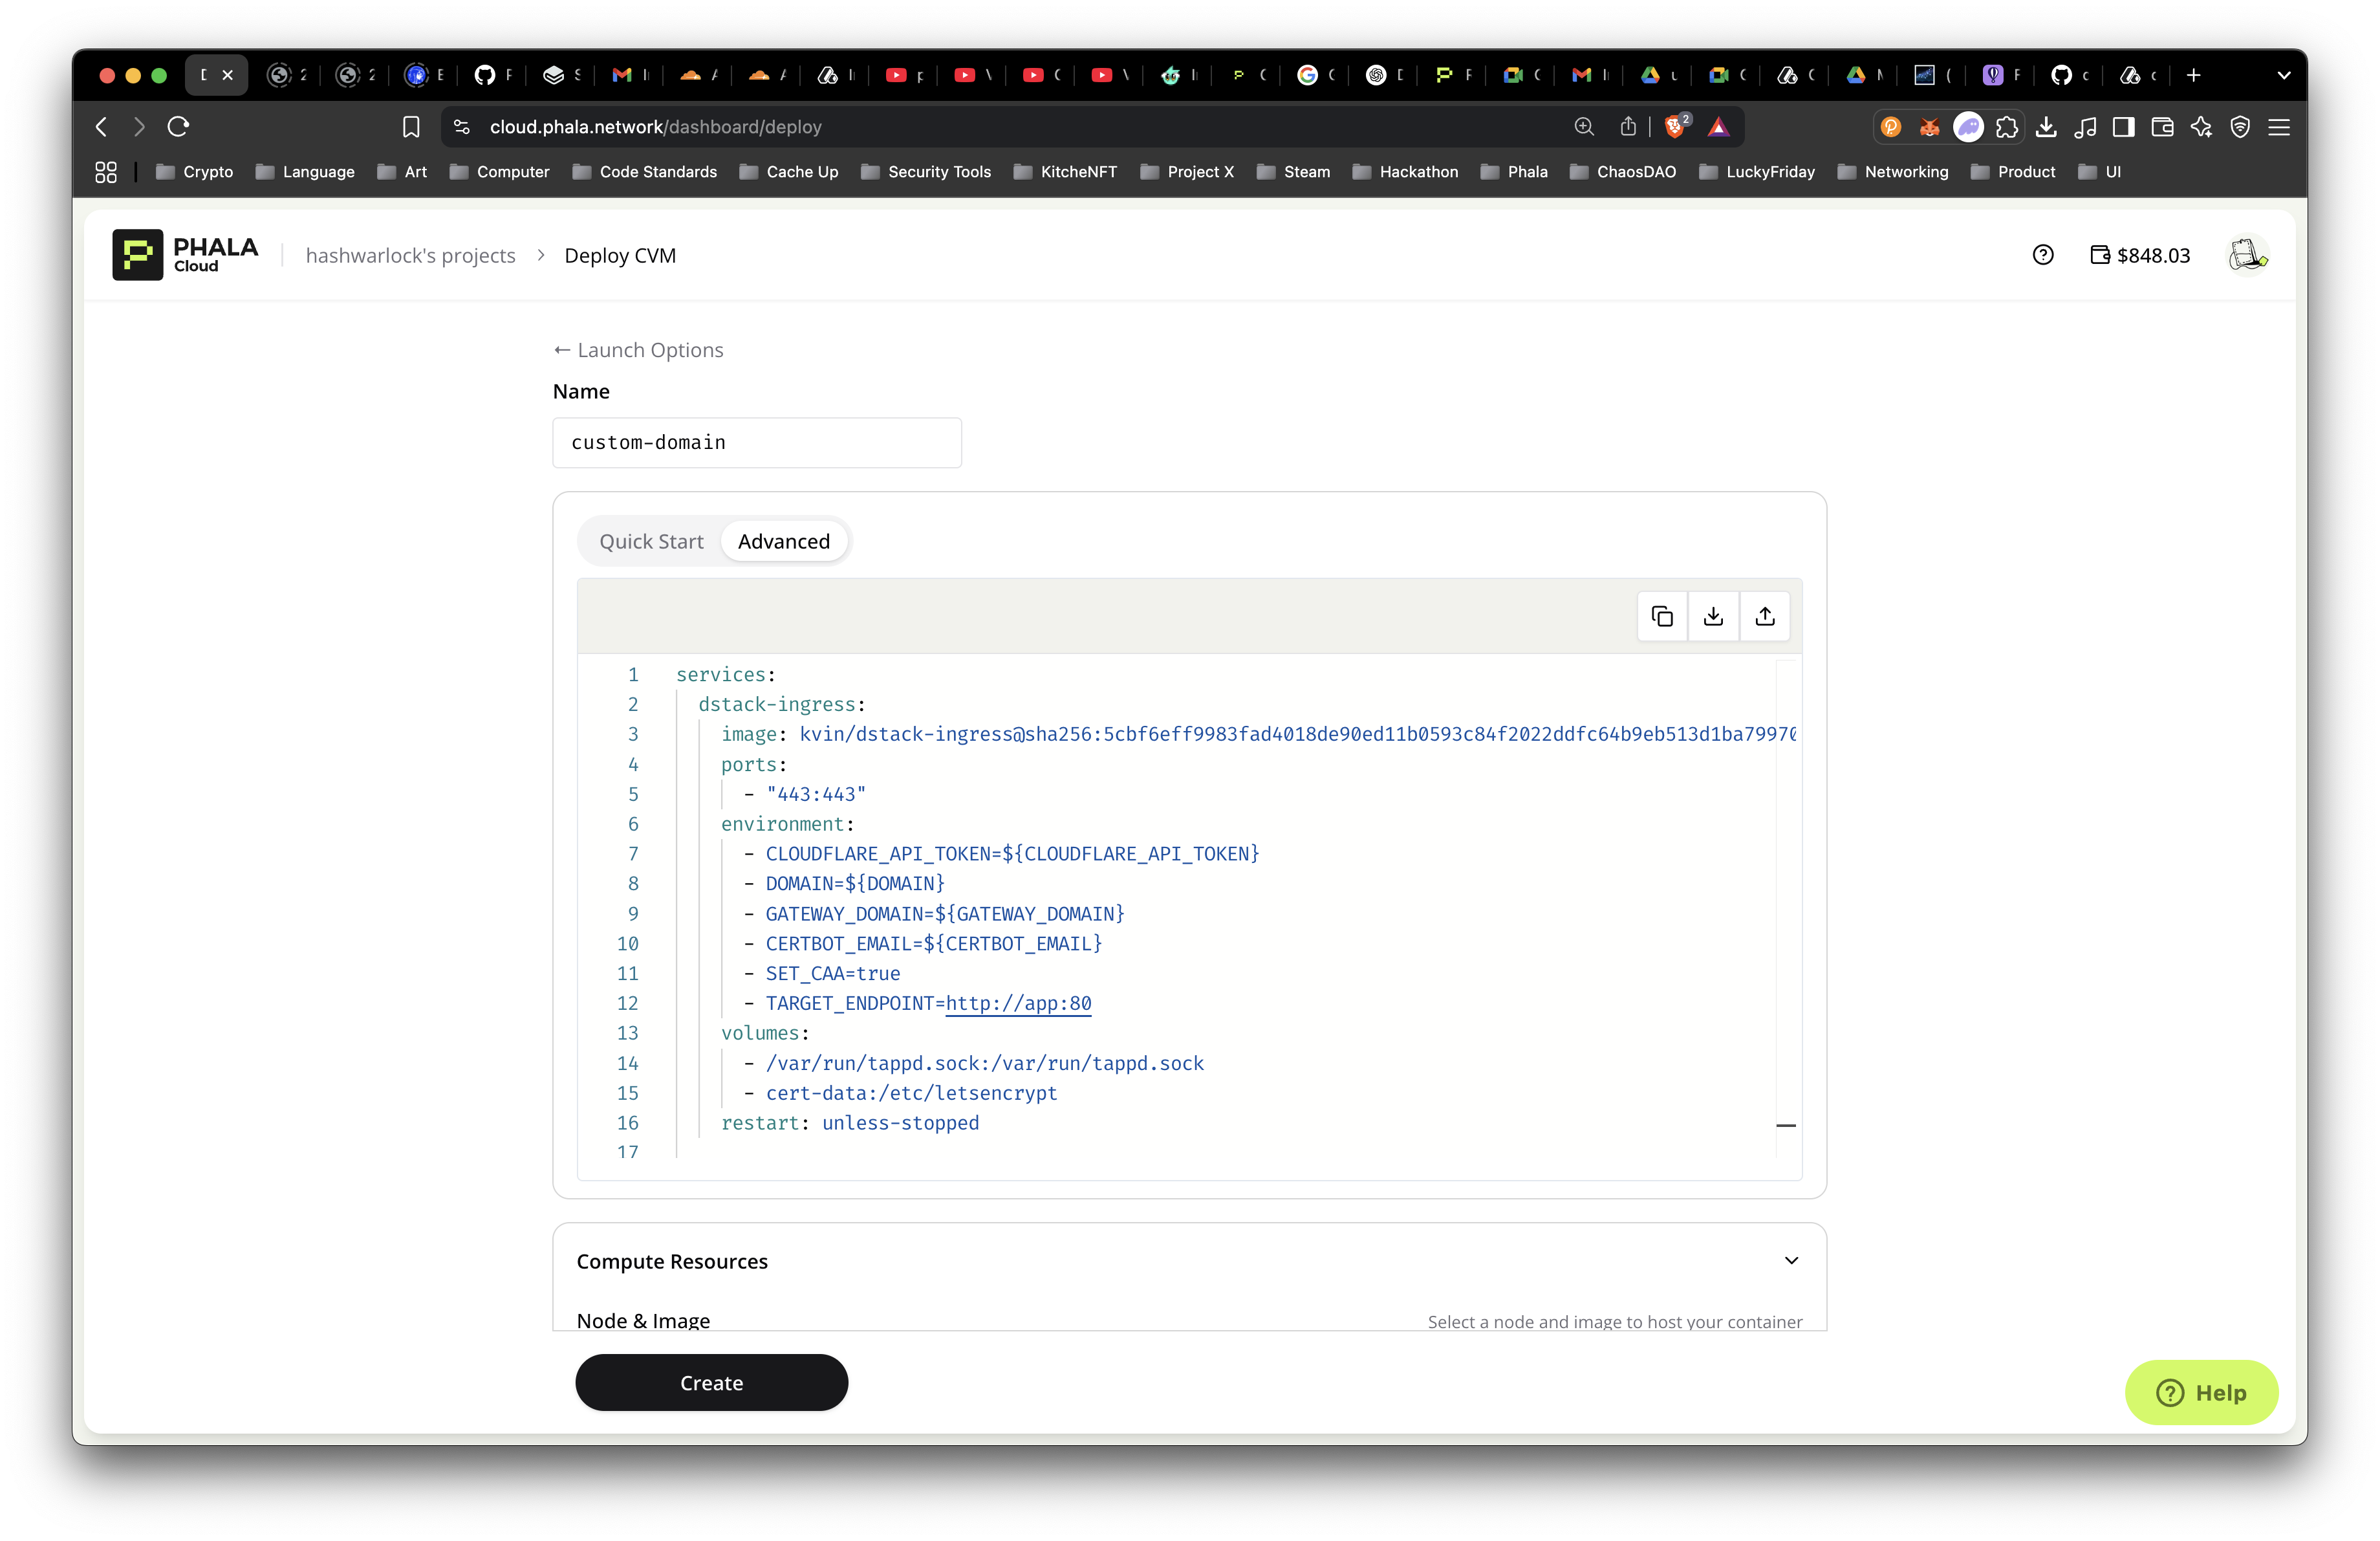 cloud.phala.network/dashboard/deploy
2
Crypto
Language
Art
Computer
Code Standards
Cache Up
Security Tools
KitcheNFT
Project X
Steam
Hackathon
Phala
ChaosDAO
LuckyFriday
Networking
Product
UI
PHALA
Cloud
hashwarlock's projects > Deploy CVM
$848.03
← Launch Options
Name
custom-domain
Quick Start
Advanced
1 services:
2 dstack-ingress:
3 image: kvin/dstack-ingress@sha256:5cbf6eff9983fad4018de90ed11b0593c84f2022ddfc64b9eb513d1ba79970
4 ports:
5 - "443:443"
6 environment:
7 - CLOUDFLARE_API_TOKEN=${CLOUDFLARE_API_TOKEN}
8 - DOMAIN=${DOMAIN}
9 - GATEWAY_DOMAIN=${GATEWAY_DOMAIN}
10 - CERTBOT_EMAIL=${CERTBOT_EMAIL}
11 - SET_CAA=true
12 - TARGET_ENDPOINT=http://app:80
13 volumes:
14 - /var/run/tappd.sock:/var/run/tappd.sock
15 - cert-data:/etc/letsencrypt
16 restart: unless-stopped
17
Compute Resources
Node & Image
Select a node and image to host your container
Create
Help